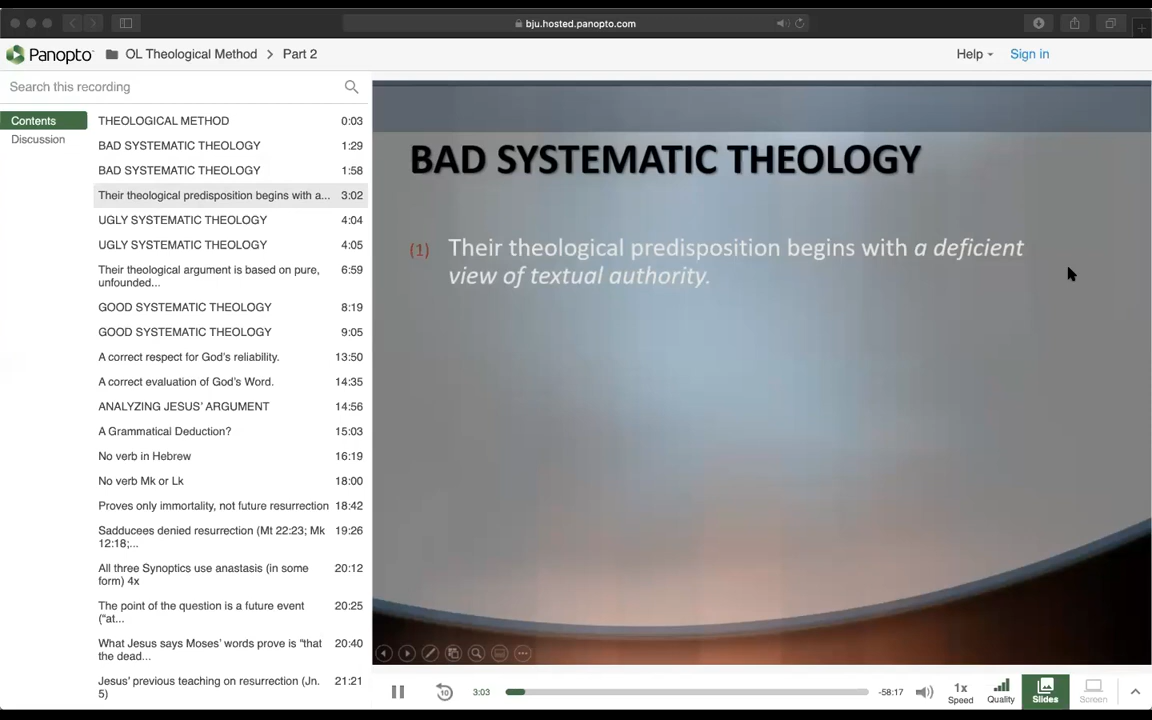 bju.hosted.panopto.com
Panopto
OL Theological Method > Part 2
Help
Sign in
Search this recording
Contents
Discussion
THEOLOGICAL METHOD 0:03
BAD SYSTEMATIC THEOLOGY 1:29
BAD SYSTEMATIC THEOLOGY 1:58
Their theological predisposition begins with a... 3:02
UGLY SYSTEMATIC THEOLOGY 4:04
UGLY SYSTEMATIC THEOLOGY 4:05
Their theological argument is based on pure, 6:59
unfounded...
GOOD SYSTEMATIC THEOLOGY 8:19
GOOD SYSTEMATIC THEOLOGY 9:05
A correct respect for God's reliability. 13:50
A correct evaluation of God's Word. 14:35
ANALYZING JESUS' ARGUMENT 14:56
A Grammatical Deduction? 15:03
No verb in Hebrew 16:19
No verb Mk or Lk 18:00
Proves only immortality, not future resurrection 18:42
Sadducees denied resurrection (Mt 22:23; Mk 19:26
12:18;...
All three Synoptics use anastasis (in some 20:12
form) 4x
The point of the question is a future event 20:25
("at...
What Jesus says Moses' words prove is "that 20:40
the dead...
Jesus' previous teaching on resurrection (Jn. 21:21
5)
BAD SYSTEMATIC THEOLOGY
(1) Their theological predisposition begins with a deficient
view of textual authority.
10
3:03
-58:17
1x
Speed
Quality
Slides
Screen